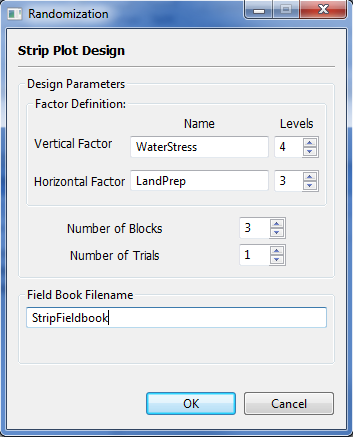 Randomization
Strip Plot Design
Design Parameters
Factor Definition:
Name Levels
Vertical Factor WaterStress 4
Horizontal Factor LandPrep 3
Number of Blocks 3
Number of Trials 1
Field Book Filename
StripFieldbook
OK Cancel